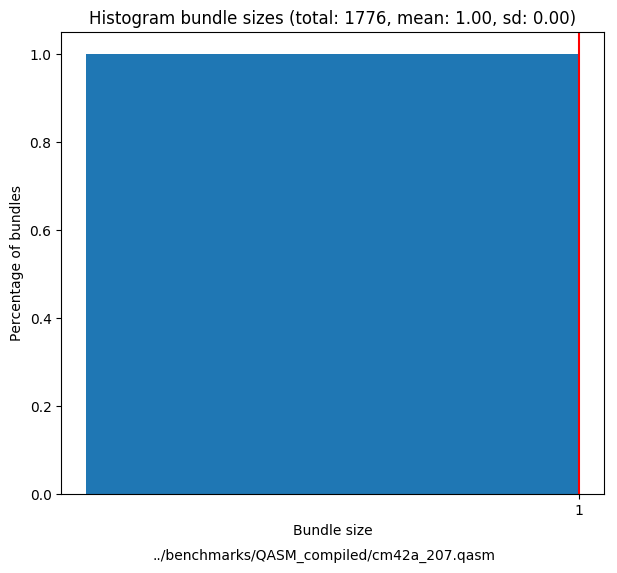 Histogram bundle sizes (total: 1776, mean: 1.00, sd: 0.00)
1.0
0.8
0.6
0.4
0.2
0.0
Percentage of bundles
1
Bundle size
../benchmarks/QASM_compiled/cm42a_207.qasm